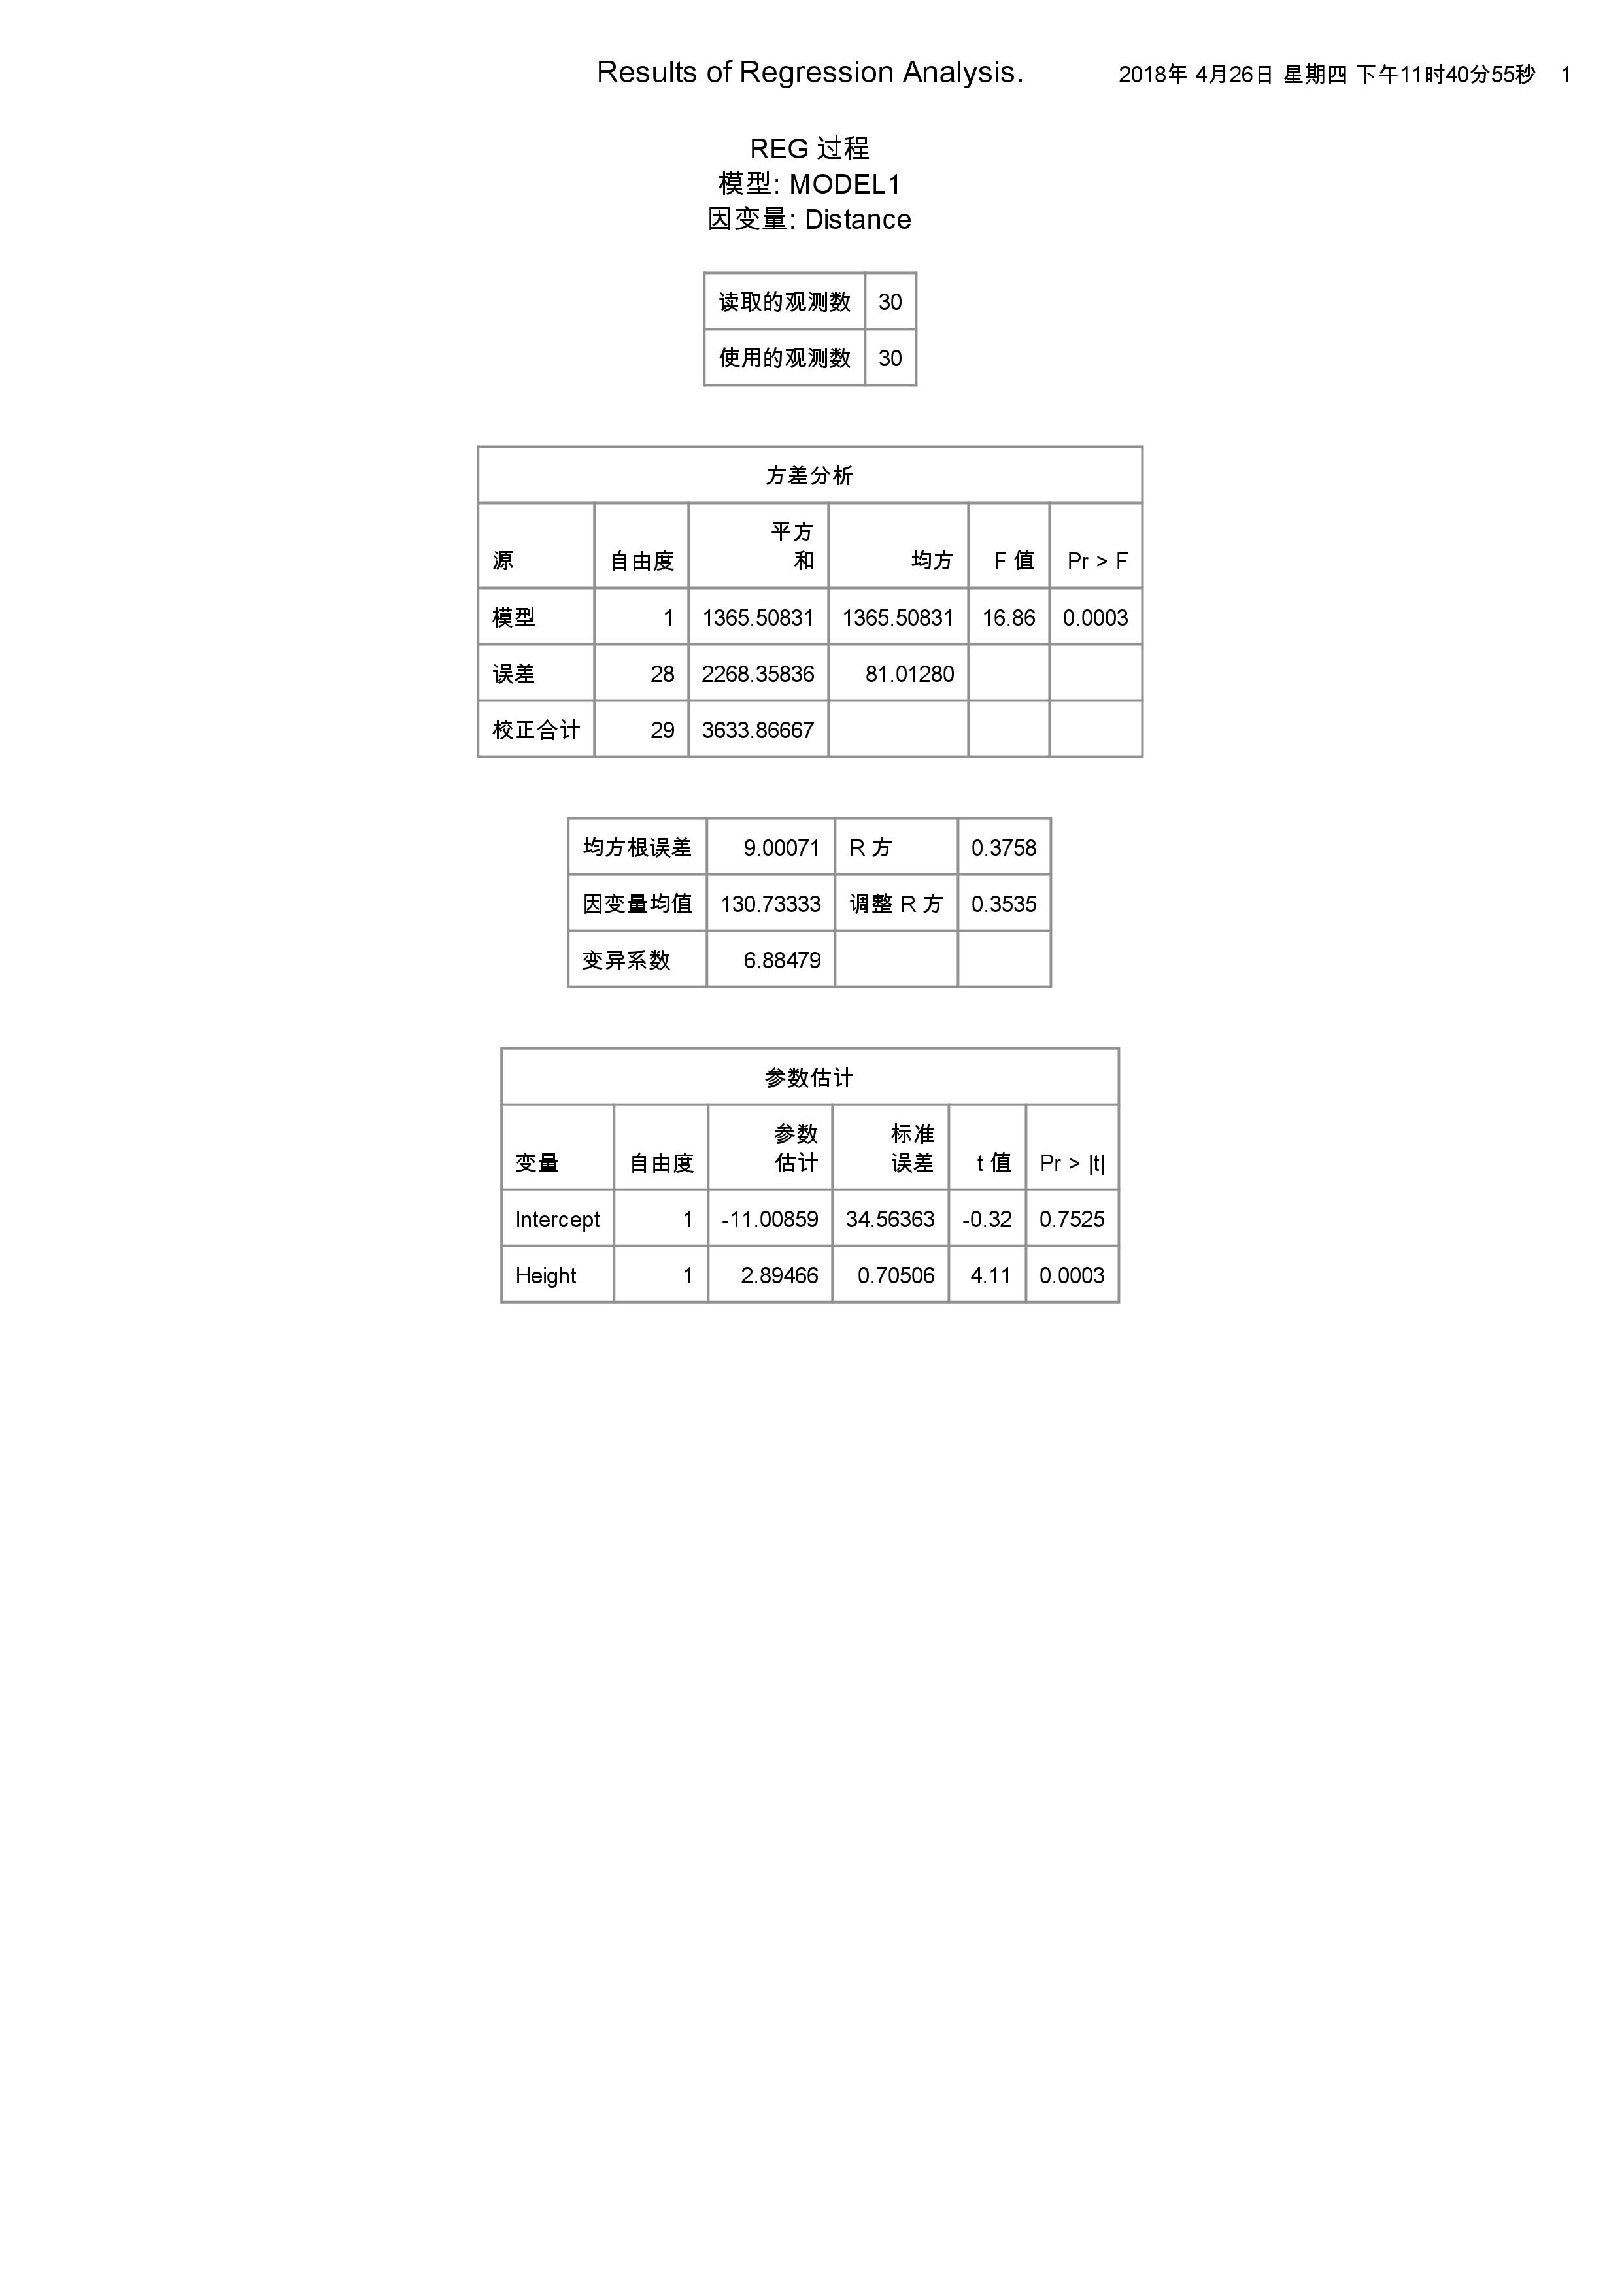 Results of Regression Analysis. 2018年 4月26日 星期四 下午11时40分55秒 1
REG 过程
模型: MODEL1
因变量: Distance
读取的观测数 30
使用的观测数 30
方差分析
源 自由度 平方和 均方 F 值 Pr > F
模型 1 1365.50831 1365.50831 16.86 0.0003
误差 28 2268.35836 81.01280
校正合计 29 3633.86667
均方根误差 9.00071 R 方 0.3758
因变量均值 130.73333 调整 R 方 0.3535
变异系数 6.88479
参数估计
变量 自由度 参数估计 标准误差 t 值 Pr > |t|
Intercept 1 -11.00859 34.56363 -0.32 0.7525
Height 1 2.89466 0.70506 4.11 0.0003